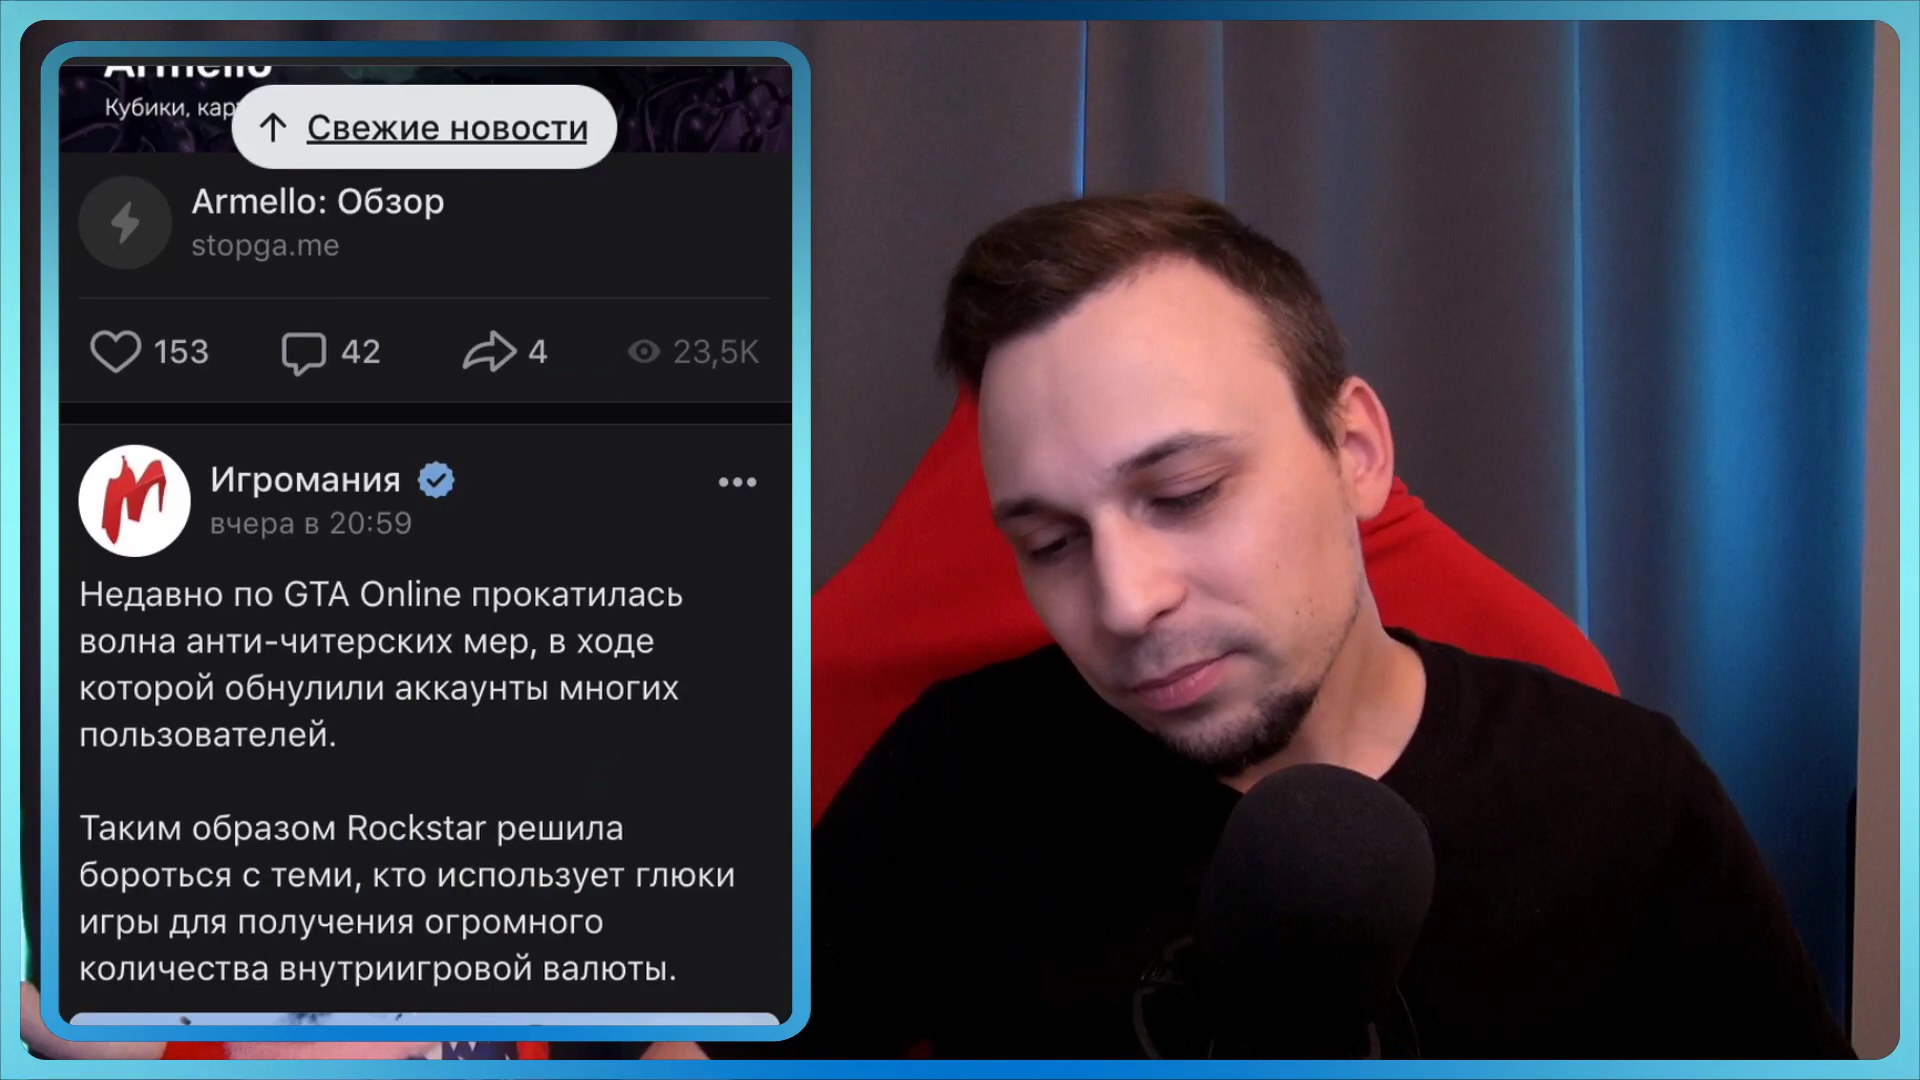 Armello
Кубики,
Свежие новости
Armello: Обзор
stopga.me
153 42 4 23,5K
Игромания
вчера в 20:59
Недавно по GTA Online прокатилась
волна анти-читерских мер, в ходе
которой обнулили аккаунты многих
пользователей.
Таким образом Rockstar решила
бороться с теми, кто использует глюки
игры для получения огромного
количества внутриигровой валюты.